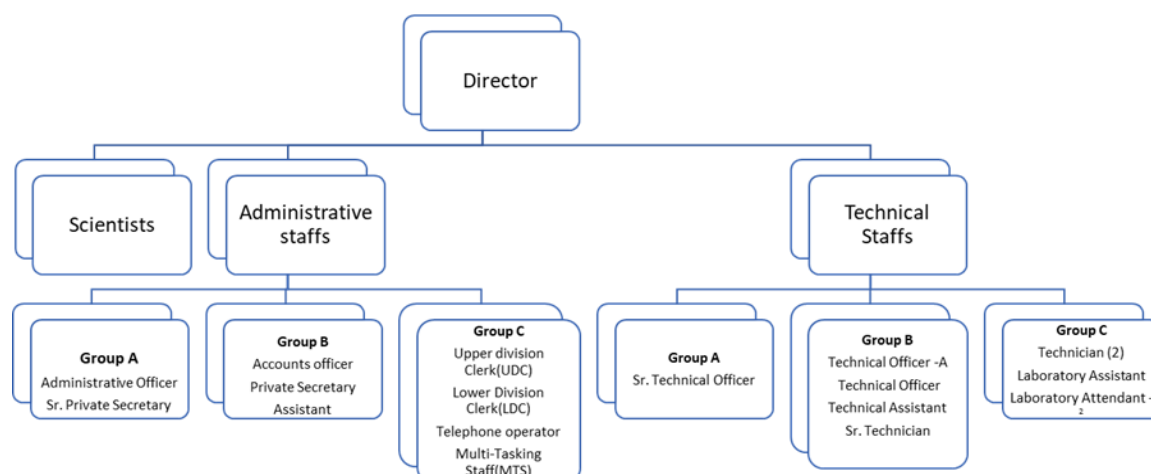 Director
Scientists
Administrative
staffs
Technical
Staffs
Group A
Administrative Officer
Sr. Private Secretary
Group B
Accounts officer
Private Secretary
Assistant
Group C
Upper division
Clerk(UDC)
Lower Division
Clerk(LDC)
Telephone operator
Multi-Tasking
Staff(MTS)
Group A
Sr. Technical Officer
Group B
Technical Officer -A
Technical Officer
Technical Assistant
Sr. Technician
Group C
Technician (2)
Laboratory Assistant
Laboratory Attendant -
2